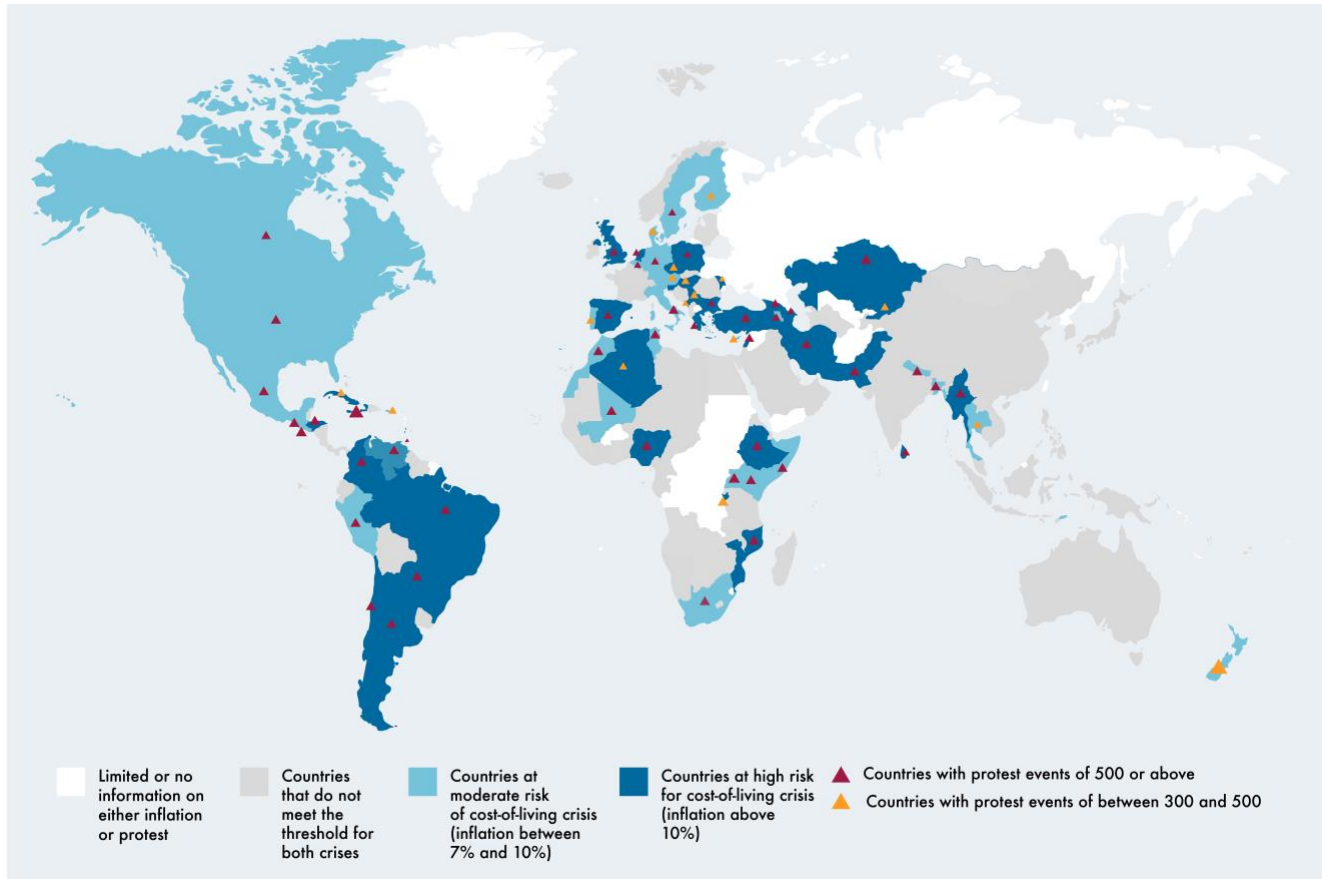 Limited or no
information on
either inflation
or protest
Countries
that do not
meet the
threshold for
both crises
Countries at
moderate risk
of cost-of-living crisis
(inflation between
7% and 10%)
Countries at high risk
for cost-of-living crisis
(inflation above
10%)
Countries with protest events of 500 or above
Countries with protest events of between 300 and 500